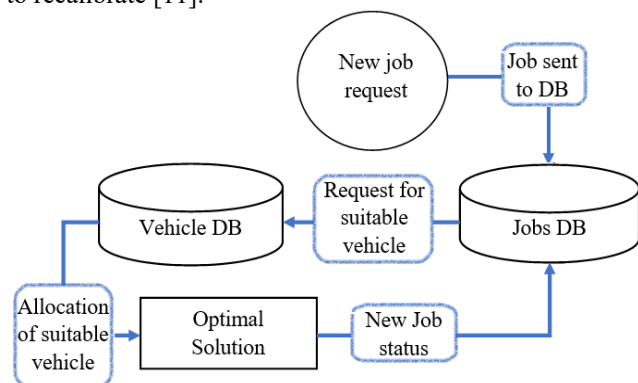 to recalibrate [11].
New job
request
Job sent
to DB
Request for
suitable
vehicle
Vehicle DB
Jobs DB
Allocation
of suitable
vehicle
Optimal
Solution
New Job
status